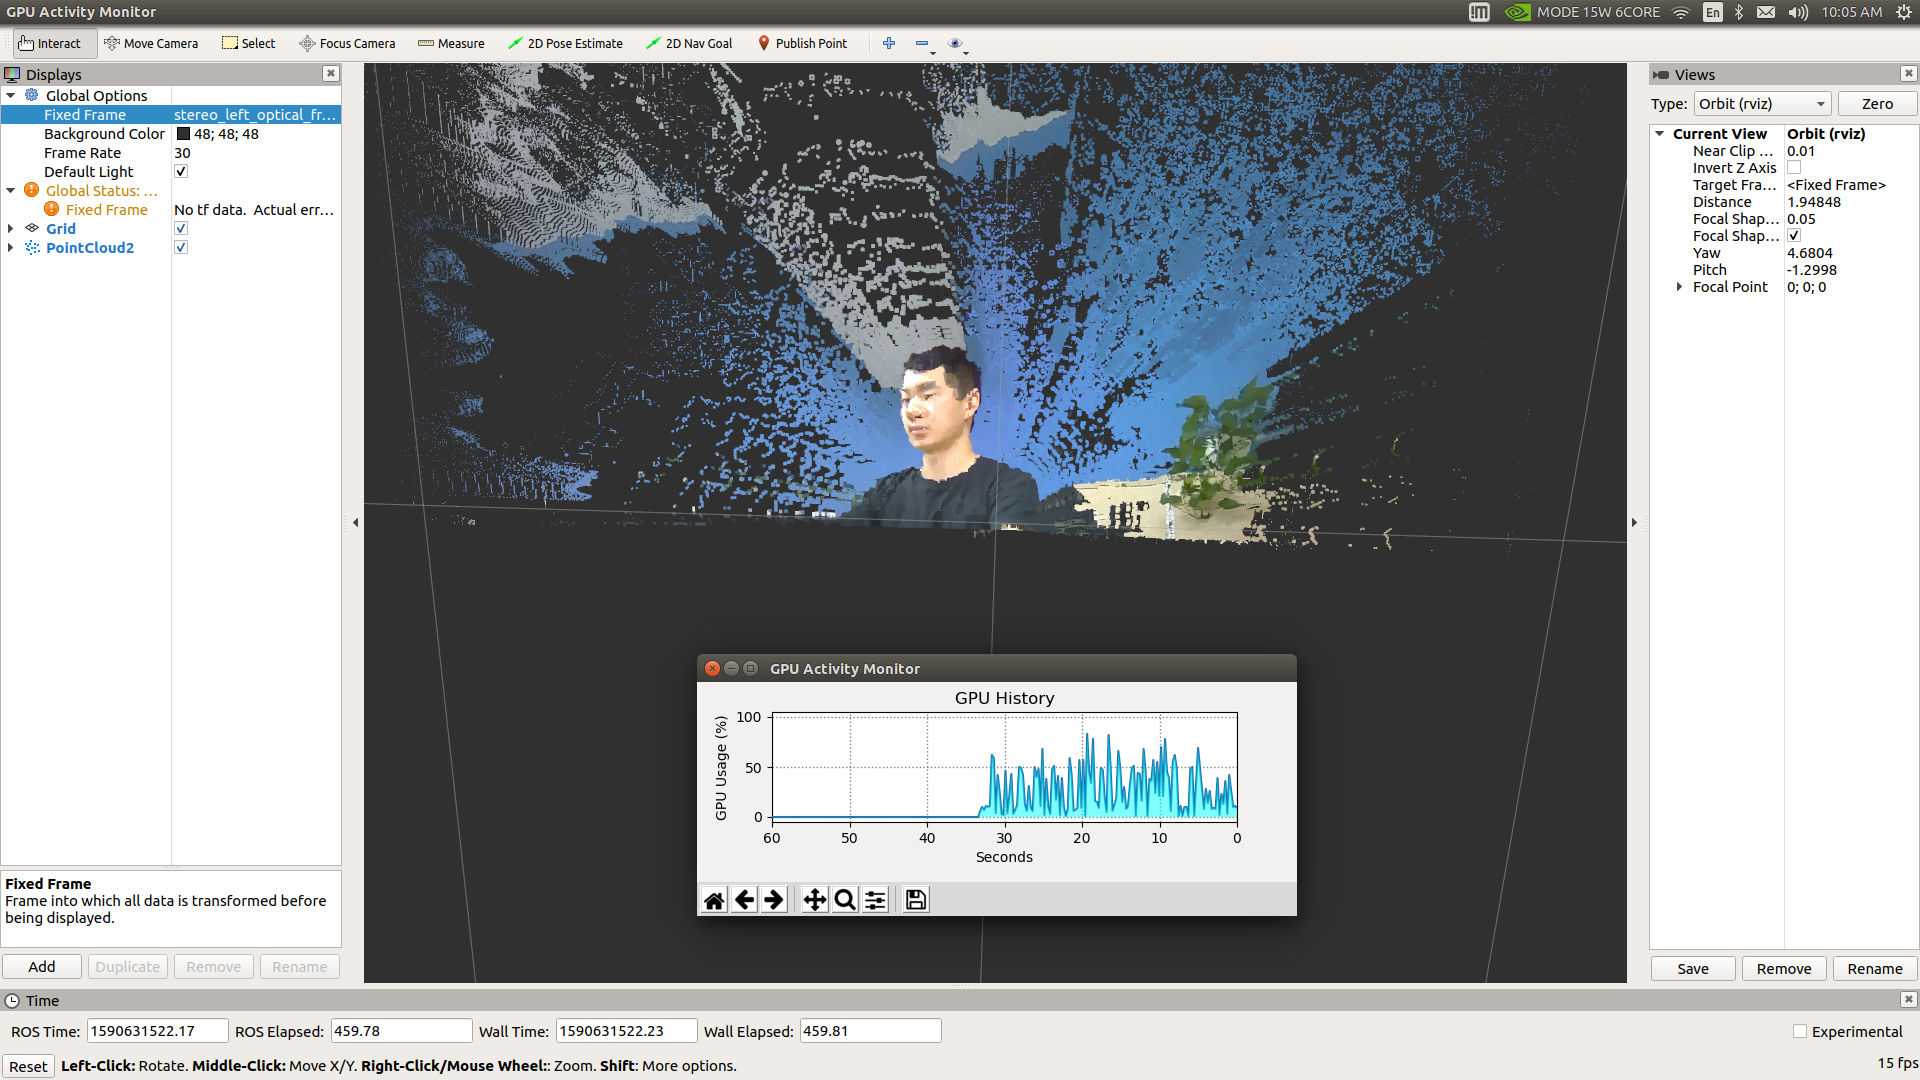 GPU Activity Monitor
MODE 15W 6CORE En 10:05 AM
Interact Move Camera Select Focus Camera Measure 2D Pose Estimate 2D Nav Goal Publish Point
Displays
Global Options
Fixed Frame stereo_left_optical_fr...
Background Color 48; 48; 48
Frame Rate 30
Default Light
Global Status: ...
Fixed Frame No tf data. Actual err...
Grid
PointCloud2
Fixed Frame
Frame into which all data is transformed before
being displayed.
Add Duplicate Remove Rename
GPU Activity Monitor
GPU History
GPU Usage (%)
100
50
0
60 50 40 30 20 10 0
Seconds
Views
Type: Orbit (rviz) Zero
Current View Orbit (rviz)
Near Clip ... 0.01
Invert Z Axis
Target Fra... <Fixed Frame>
Distance 1.94848
Focal Shap... 0.05
Focal Shap...
Yaw 4.6804
Pitch -1.2998
Focal Point 0; 0; 0
Save Remove Rename
Time
ROS Time: 1590631522.17 ROS Elapsed: 459.78 Wall Time: 1590631522.23 Wall Elapsed: 459.81 Experimental
Reset Left-Click: Rotate. Middle-Click: Move X/Y. Right-Click/Mouse Wheel:: Zoom. Shift: More options. 15 fps